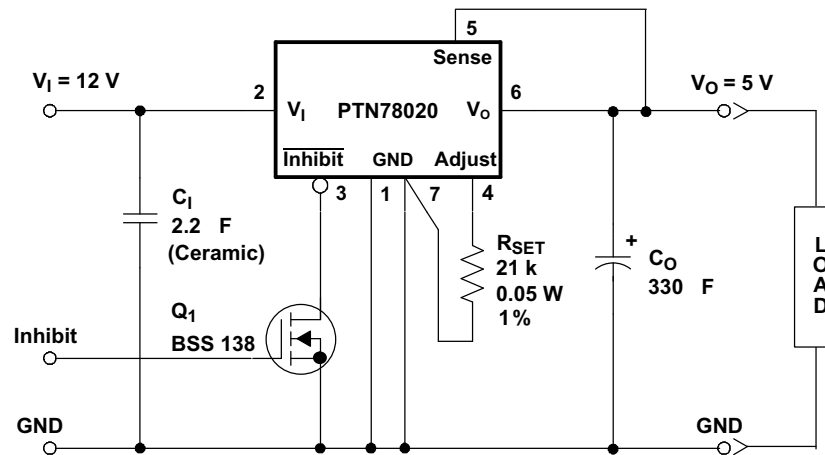 5
Sense
V_I = 12 V
2
V_I
PTN78020
V_O
6
V_O = 5 V
Inhibit
GND
Adjust
3
1
7
4
C_I
2.2 F
(Ceramic)
R_SET
21 k
0.05 W
1%
+
C_O
330 F
LOAD
Q_1
BSS 138
Inhibit
GND
GND